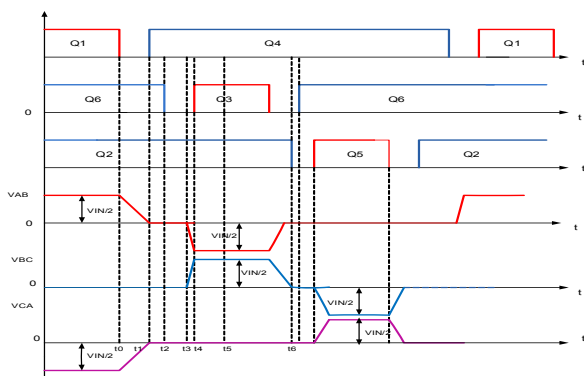 Q1 Q4 Q1
t
Q6 Q3 Q6
0 t
t
Q2 Q5 Q2
t
VAB
VIN/2
0 VIN/2 t
VBC
VIN/2
0 t
VCA VIN/2
VIN/2
0 t
VIN/2 t0 t1 t2 t3 t4 t5 t6